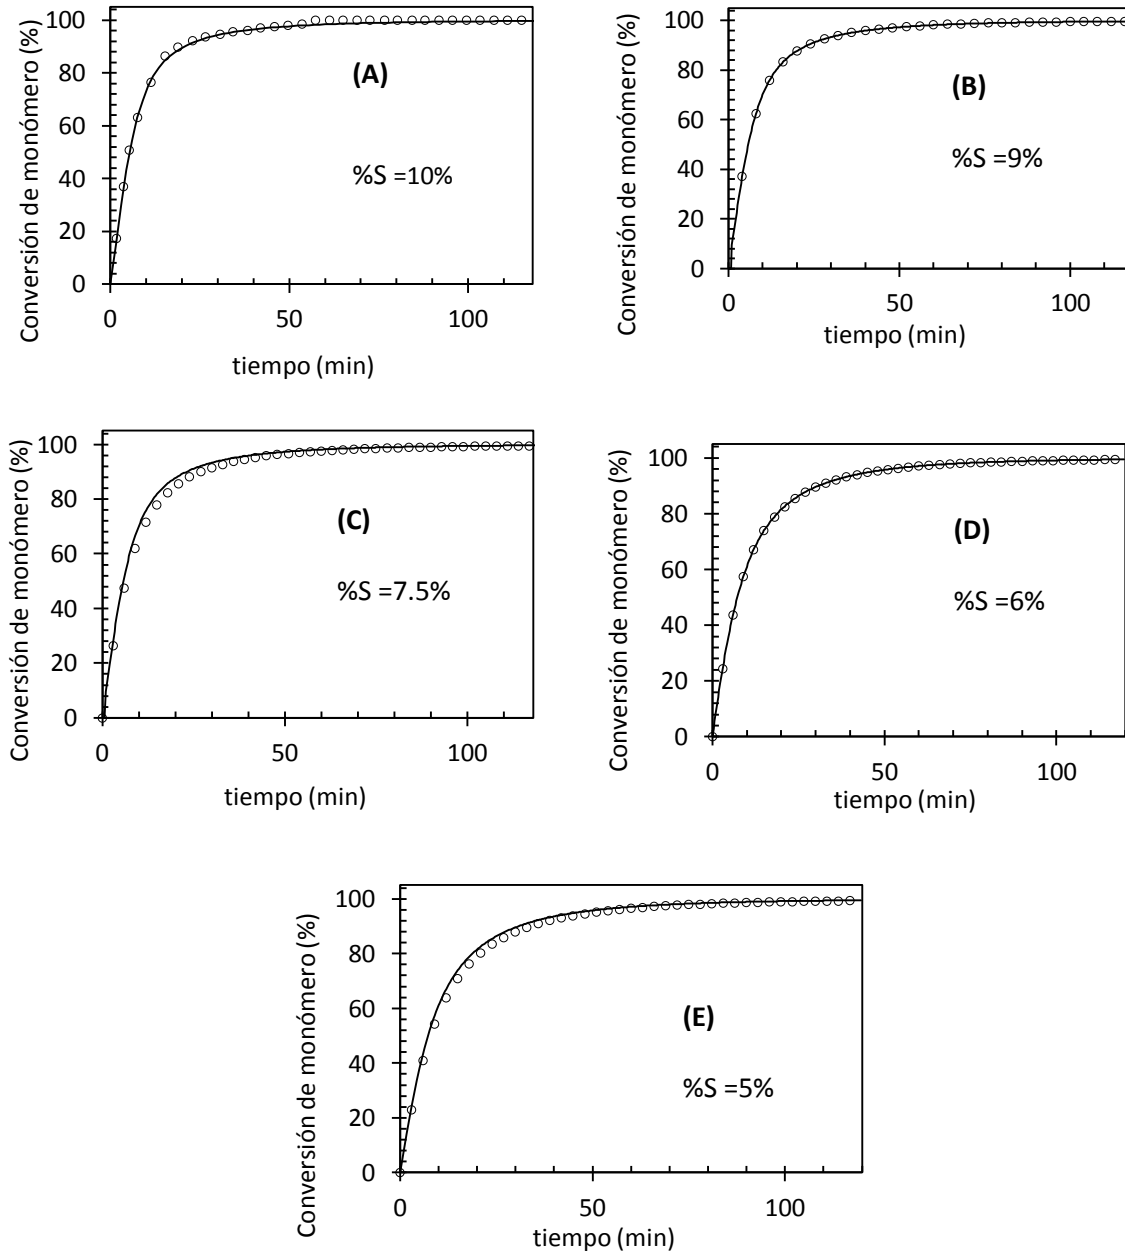 Conversión de monómero (%)
100
80
60
40
20
0
(A)
%S =10%
0
50
100
tiempo (min)
Conversión de monómero (%)
100
80
60
40
20
0
(B)
%S =9%
0
50
100
tiempo (min)
Conversión de monómero (%)
100
80
60
40
20
0
(C)
%S =7.5%
0
50
100
tiempo (min)
Conversión de monómero (%)
100
80
60
40
20
0
(D)
%S =6%
0
50
100
tiempo (min)
Conversión de monómero (%)
100
80
60
40
20
0
(E)
%S =5%
0
50
100
tiempo (min)